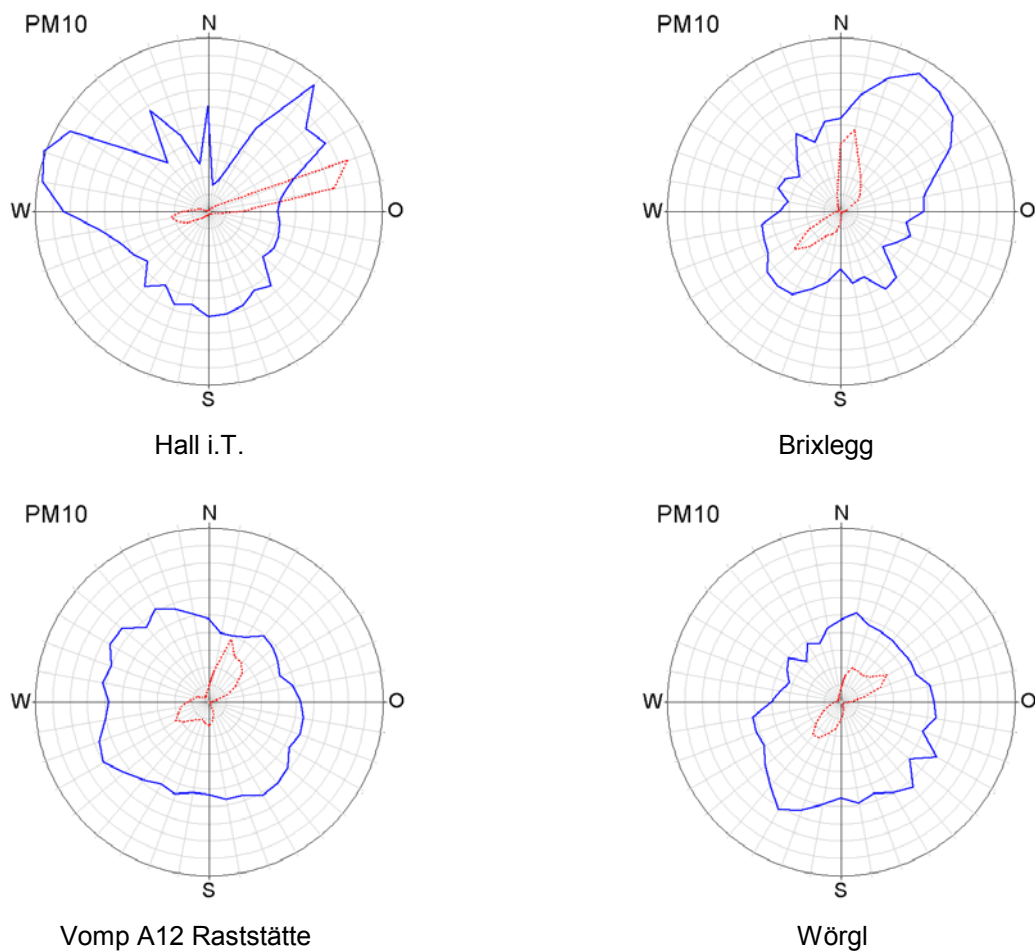 PM10 N
W O
S
Hall i.T.
PM10 N
W O
S
Brixlegg
PM10 N
W O
S
Vomp A12 Raststätte
PM10 N
W O
S
Wörgl